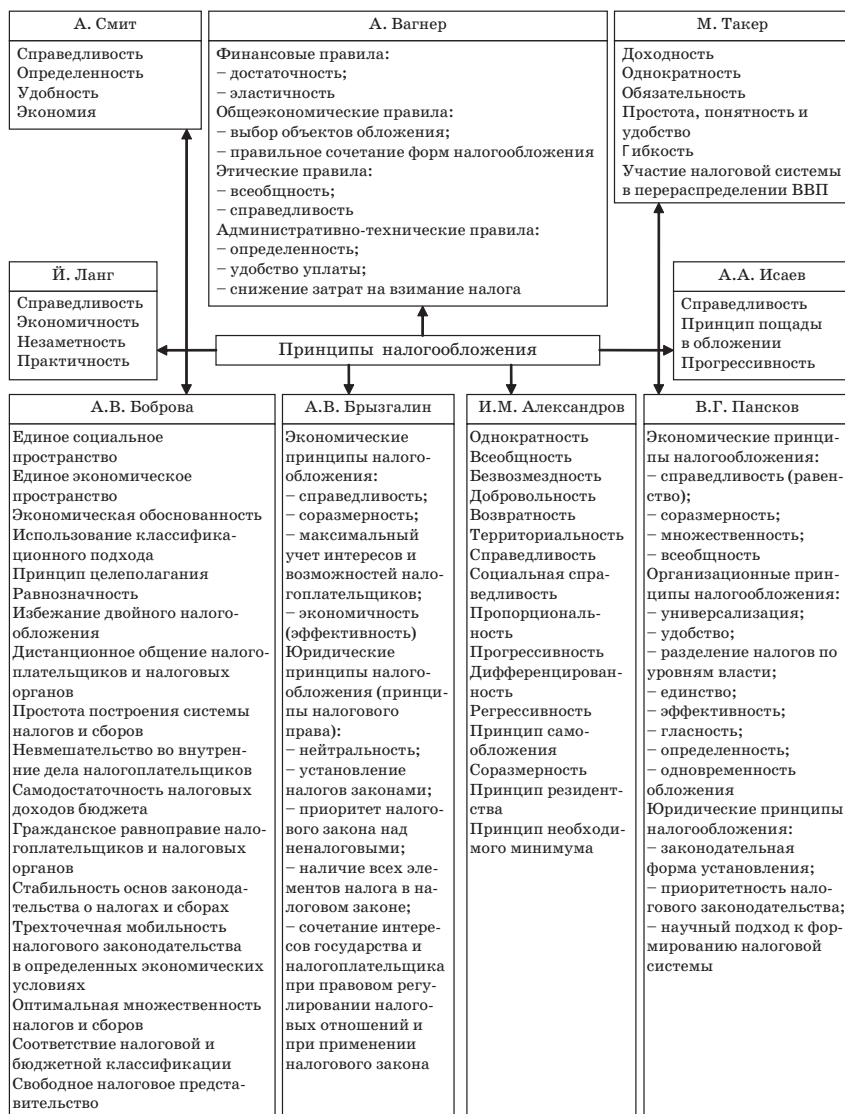 А. Смит
Справедливость
Определенность
Удобность
Экономия
А. Вагнер
Финансовые правила:
– достаточность;
– эластичность
Общеэкономические правила:
– выбор объектов обложения;
– правильное сочетание форм налогообложения
Этические правила:
– всеобщность;
– справедливость
Административно-технические правила:
– определенность;
– удобство уплаты;
– снижение затрат на взимание налога
М. Такер
Доходность
Однократность
Обязательность
Простота, понятность и
удобство
Гибкость
Участие налоговой системы
в перераспределении ВВП
Й. Ланг
Справедливость
Экономичность
Незаметность
Практичность
Принципы налогообложения
А.А. Исаев
Справедливость
Принцип пощады
в обложении
Прогрессивность
А.В. Боброва
Единое социальное
пространство
Единое экономическое
пространство
Экономическая обоснованность
Использование классифика-
ционного подхода
Принцип целеполагания
Равнозначность
Избежание двойного налого-
обложения
Дистанционное общение налого-
плательщиков и налоговых
органов
Простота построения системы
налогов и сборов
Невмешательство во внутрен-
ние дела налогоплательщиков
Самодостаточность налоговых
доходов бюджета
Гражданское равноправие нало-
гоплательщиков и налоговых
органов
Стабильность основ законода-
тельства о налогах и сборах
Трехточечная мобильность
налогового законодательства
в определенных экономических
условиях
Оптимальная множественность
налогов и сборов
Соответствие налоговой и
бюджетной классификации
Свободное налоговое предста-
вительство
А.В. Брызгалин
Экономические
принципы налого-
обложения:
– справедливость;
– соразмерность;
– максимальный
учет интересов и
возможностей нало-
гоплательщиков;
– экономичность
(эффективность)
Юридические
принципы налого-
обложения (принци-
пы налогового
права):
– нейтральность;
– установление
налогов законами;
– приоритет налого-
вого закона над
неналоговыми;
– наличие всех эле-
ментов налога в на-
логовом законе;
– сочетание интере-
сов государства и
налогоплательщика
при правовом регу-
лировании налого-
вых отношений и
при применении
налогового закона
И.М. Александров
Однократность
Всеобщность
Безвозмездность
Добровольность
Возвратность
Территориальность
Справедливость
Социальная спра-
ведливость
Пропорциональ-
ность
Прогрессивность
Дифференцирован-
ность
Регрессивность
Принцип само-
обложения
Соразмерность
Принцип резидент-
ства
Принцип необходи-
мого минимума
В.Г. Пансков
Экономические принци-
пы налогообложения:
– справедливость (равен-
ство);
– соразмерность;
– множественность;
– всеобщность
Организационные прин-
ципы налогообложения:
– универсализация;
– удобство;
– разделение налогов по
уровням власти;
– единство;
– эффективность;
– гласность;
– определенность;
– одновременность
обложения
Юридические принципы
налогообложения:
– законодательная
форма установления;
– приоритетность нало-
гового законодательства;
– научный подход к фор-
мированию налоговой
системы